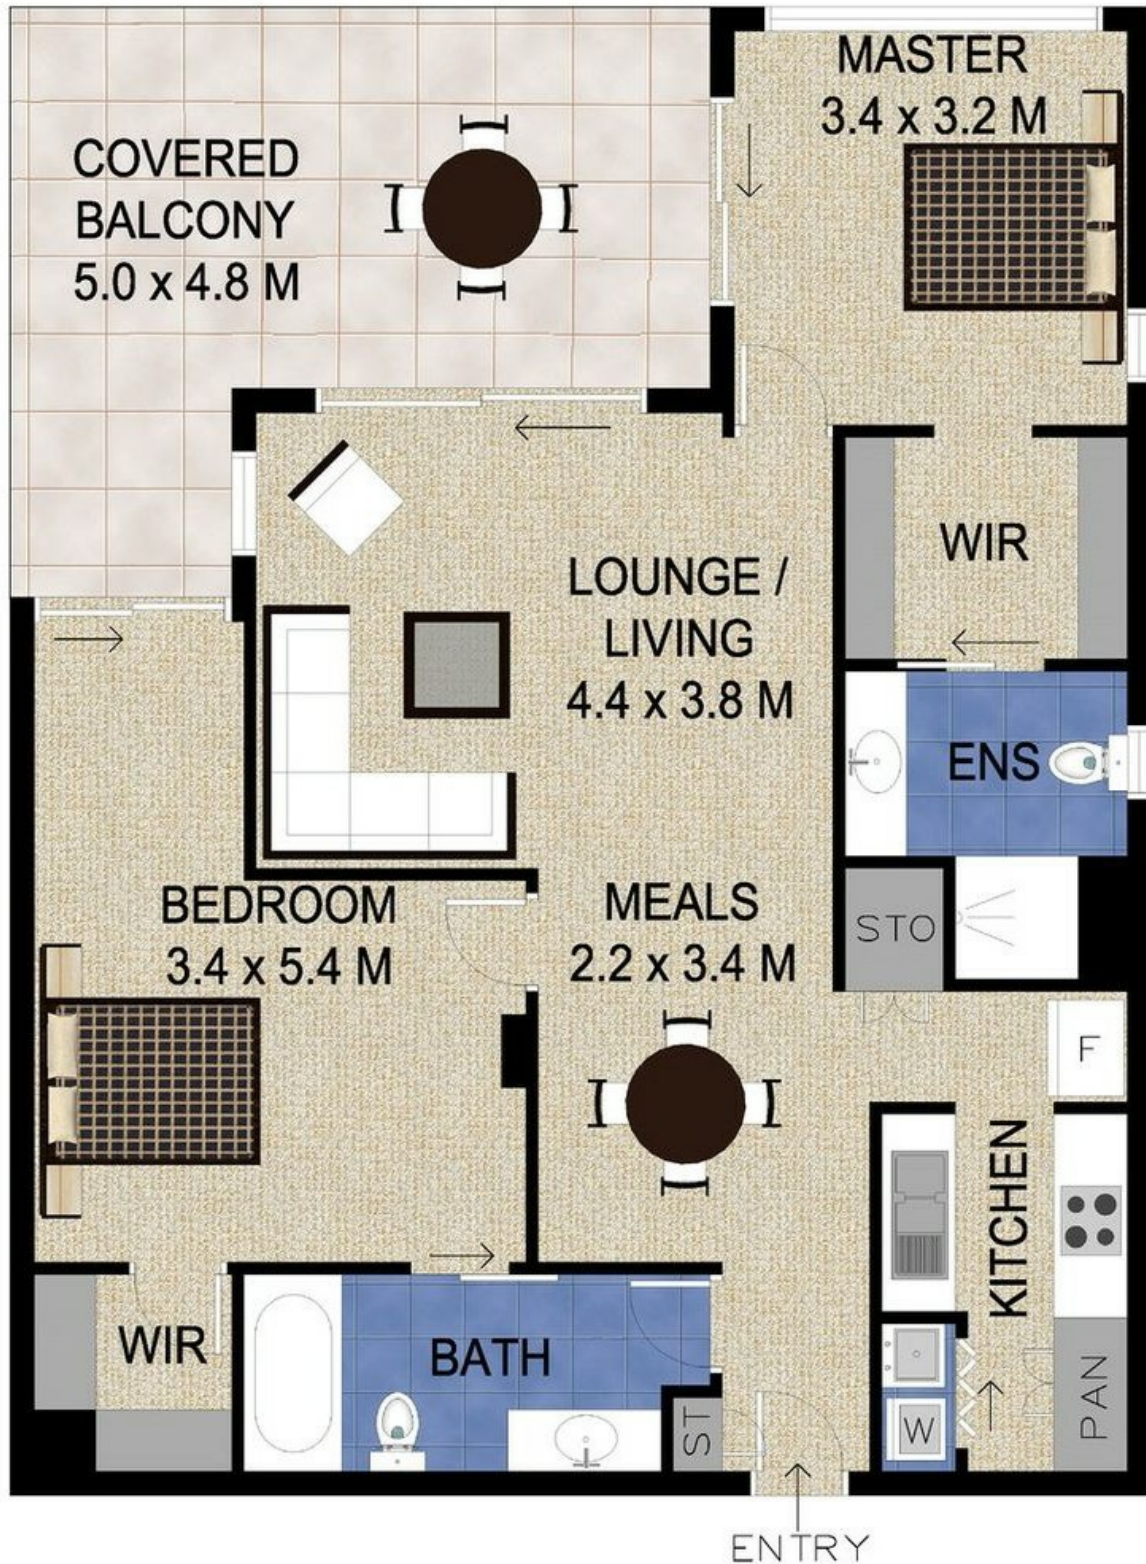 MASTER
3.4 x 3.2 M
COVERED
BALCONY
5.0 x 4.8 M
WIR
LOUNGE /
LIVING
4.4 x 3.8 M
ENS
BEDROOM
3.4 x 5.4 M
MEALS
2.2 x 3.4 M
STO
F
KITCHEN
WIR
BATH
ST
W
PAN
ENTRY